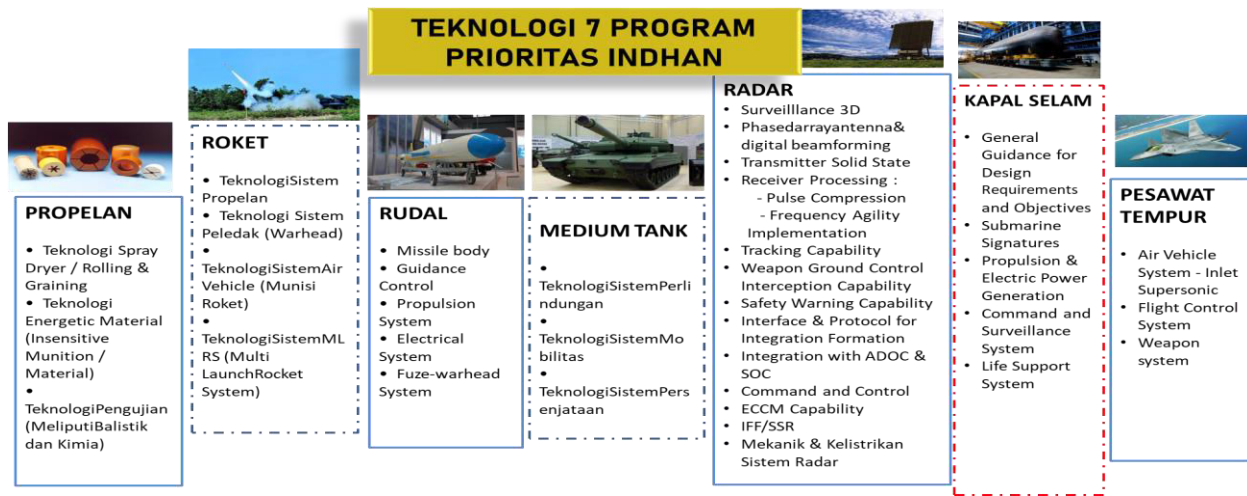 TEKNOLOGI 7 PROGRAM
PRIORITAS INDHAN
PROPELAN
• Teknologi Spray
Dryer / Rolling &
Graining
• Teknologi
Energetic Material
(Insensitive
Munition /
Material)
•
TeknologiPengujian
(MeliputiBalistik
dan Kimia)
ROKET
• TeknologiSistem
Propelan
• Teknologi Sistem
Peledak (Warhead)
•
TeknologiSistemAir
Vehicle (Munisi
Roket)
•
TeknologiSistemML
RS (Multi
LaunchRocket
System)
RUDAL
• Missile body
• Guidance
Control
• Propulsion
System
• Electrical
System
• Fuze-warhead
System
MEDIUM TANK
•
TeknologiSistemPerli
ndungan
•
TeknologiSistemMo
bilitas
•
TeknologiSistemPers
enjataan
RADAR
• Surveilllance 3D
• Phasedarrayantenna&
digital beamforming
• Transmitter Solid State
• Receiver Processing :
- Pulse Compression
- Frequency Agility
Implementation
• Tracking Capability
• Weapon Ground Control
Interception Capability
• Safety Warning Capability
• Interface & Protocol for
Integration Formation
• Integration with ADOC &
SOC
• Command and Control
• ECCM Capability
• IFF/SSR
• Mekanik & Kelistrikan
Sistem Radar
KAPAL SELAM
• General
Guidance for
Design
Requirements
and Objectives
• Submarine
Signatures
• Propulsion &
Electric Power
Generation
• Command and
Surveillance
System
• Life Support
System
PESAWAT
TEMPUR
• Air Vehicle
System - Inlet
Supersonic
• Flight Control
System
• Weapon
system